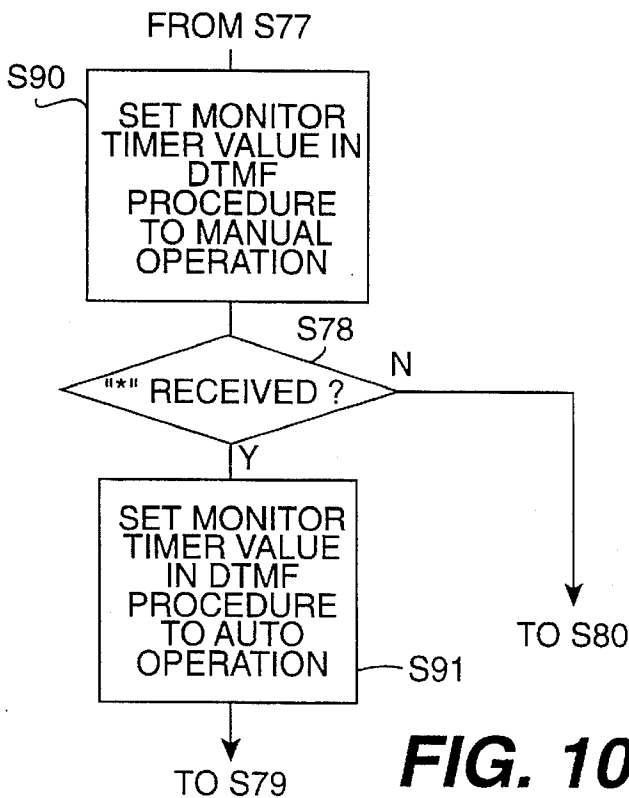 FROM S77
S90
SET MONITOR
TIMER VALUE IN
DTMF
PROCEDURE
TO MANUAL
OPERATION
S78
N
"*" RECEIVED ?
Y
SET MONITOR
TIMER VALUE
IN DTMF
PROCEDURE
TO AUTO
OPERATION
TO S80
S91
TO S79
FIG. 10